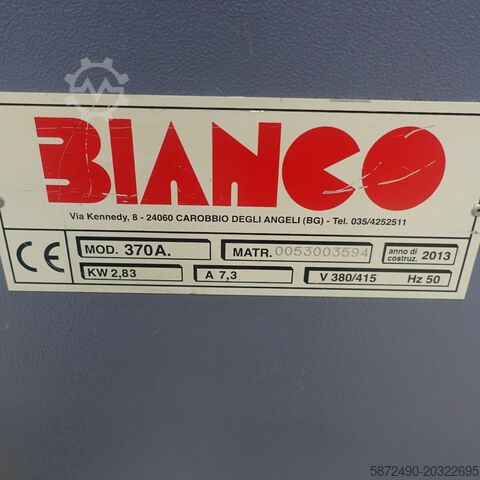 BIANCO
Via Kennedy, 8 - 24060 CAROBBIO DEGLI ANGELI (BG) - Tel. 035/4252511
CE MOD. 370A. MATR. 0053003594 anno di costruz. 2013
KW 2,83 A 7,3 V 380/415 Hz 50
5872490-20322695